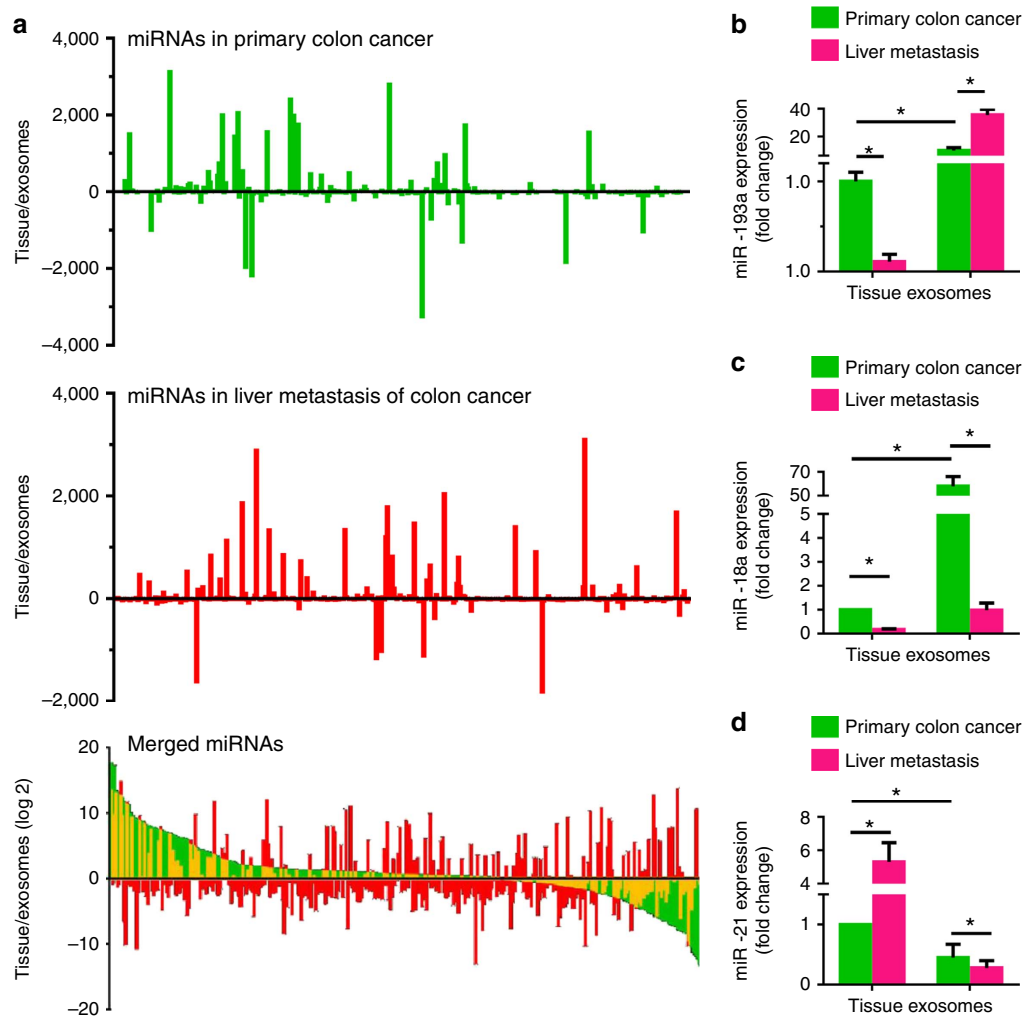 a
miRNAs in primary colon cancer
Tissue/exosomes
4,000
2,000
0
–2,000
–4,000
miRNAs in liver metastasis of colon cancer
Tissue/exosomes
4,000
2,000
0
–2,000
Merged miRNAs
Tissue/exosomes (log 2)
20
10
0
–10
–20
b
Primary colon cancer
Liver metastasis
miR -193a expression
(fold change)
40
20
1.0
1.0
*
*
*
Tissue exosomes
c
Primary colon cancer
Liver metastasis
miR -18a expression
(fold change)
70
50
5
4
3
2
1
0
*
*
*
Tissue exosomes
d
Primary colon cancer
Liver metastasis
miR -21 expression
(fold change)
8
6
4
1
0
*
*
*
Tissue exosomes